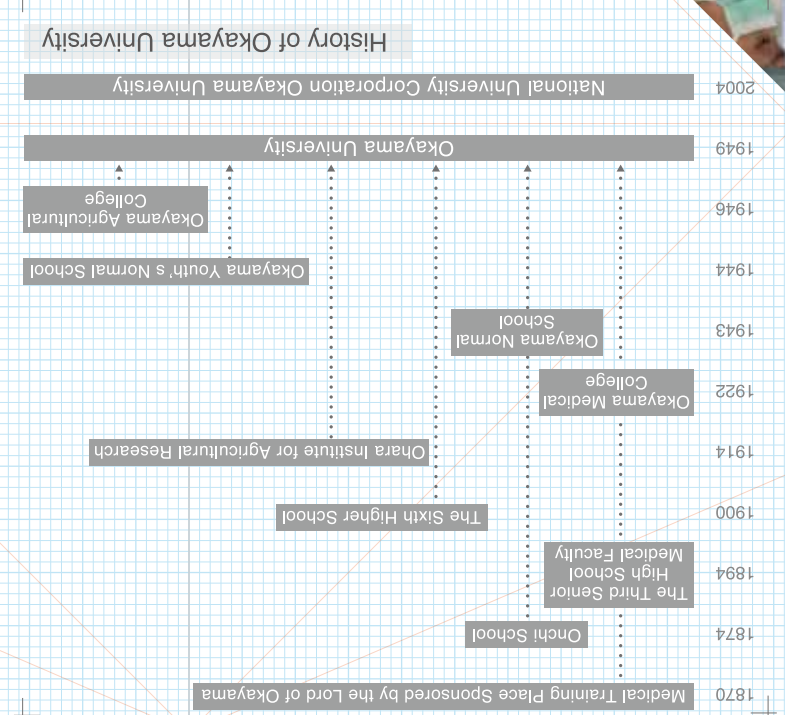 1870
Medical Training Place Sponsored by the Lord of Okayama
1874
Onchi School
1894
The Third Senior
High School
Medical Faculty
1900
The Sixth Higher School
1914
Ohara Institute for Agricultural Research
1922
Okayama Medical
College
1943
Okayama Normal
School
1944
Okayama Youth's Normal School
1946
Okayama Agricultural
College
1949
Okayama University
2004
National University Corporation Okayama University
History of Okayama University